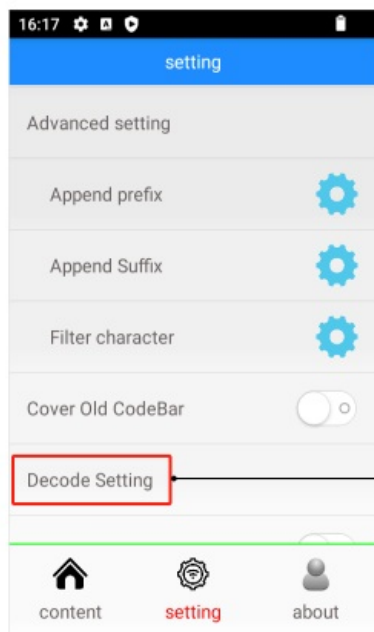 16:17
setting
Advanced setting
Append prefix
Append Suffix
Filter character
Cover Old CodeBar
Decode Setting
content
setting
about